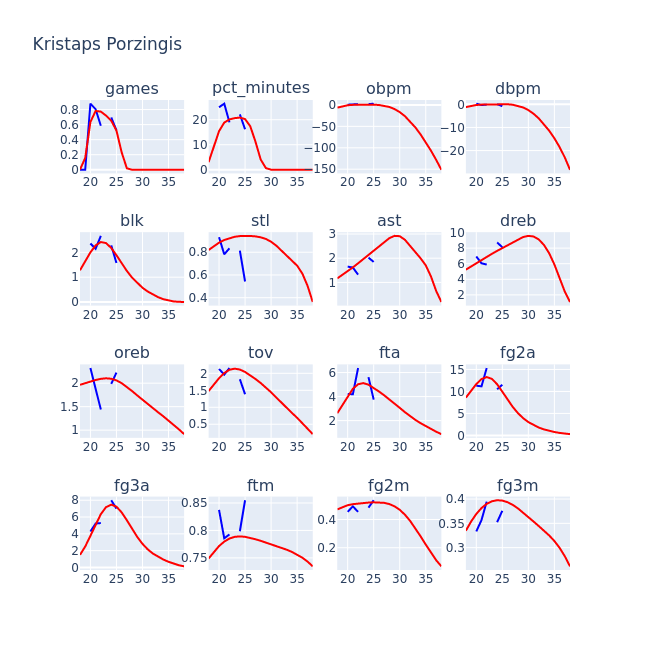 Kristaps Porzingis
games pct_minutes obpm dbpm
0.8 0.6 0.4 0.2 0
20 10 0
0 −50 −100 −150
0 −10 −20
20 25 30 35 20 25 30 35 20 25 30 35 20 25 30 35
blk stl ast dreb
2 1 0
0.8 0.6 0.4
3 2 1
10 8 6 4 2
20 25 30 35 20 25 30 35 20 25 30 35 20 25 30 35
oreb tov fta fg2a
2 1.5 1
2 1.5 1 0.5
6 4 2
15 10 5 0
20 25 30 35 20 25 30 35 20 25 30 35 20 25 30 35
fg3a ftm fg2m fg3m
8 6 4 2 0
0.85 0.8 0.75
0.4 0.2
0.4 0.35 0.3
20 25 30 35 20 25 30 35 20 25 30 35 20 25 30 35